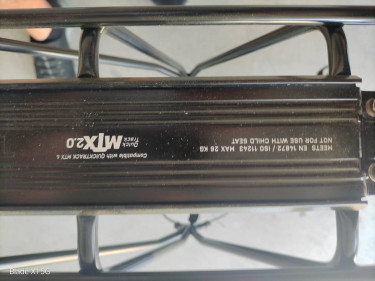 MEETS EN 14872 / ISO 11243 MAX 26 KG
NOT FOR USE WITH CHILD SEAT
Quick
Track
MTX2.0
Compatible with QUICKTRACK MTX &
Blade A75 5G